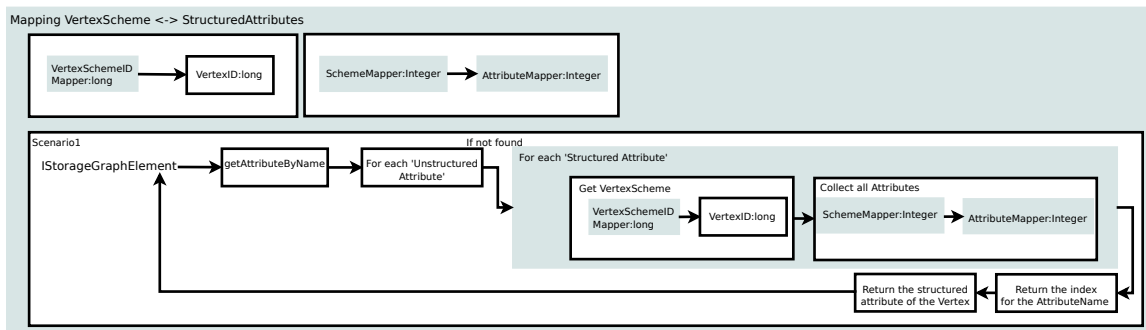 Mapping VertexScheme <-> StructuredAttributes
VertexSchemeID
Mapper:long
VertexID:long
SchemeMapper:Integer
AttributeMapper:Integer
Scenario1
If not found
IStorageGraphElement
getAttributeByName
For each 'Unstructured
Attribute'
For each 'Structured Attribute'
Get VertexScheme
VertexSchemeID
Mapper:long
VertexID:long
Collect all Attributes
SchemeMapper:Integer
AttributeMapper:Integer
Return the structured
attribute of the Vertex
Return the index
for the AttributeName